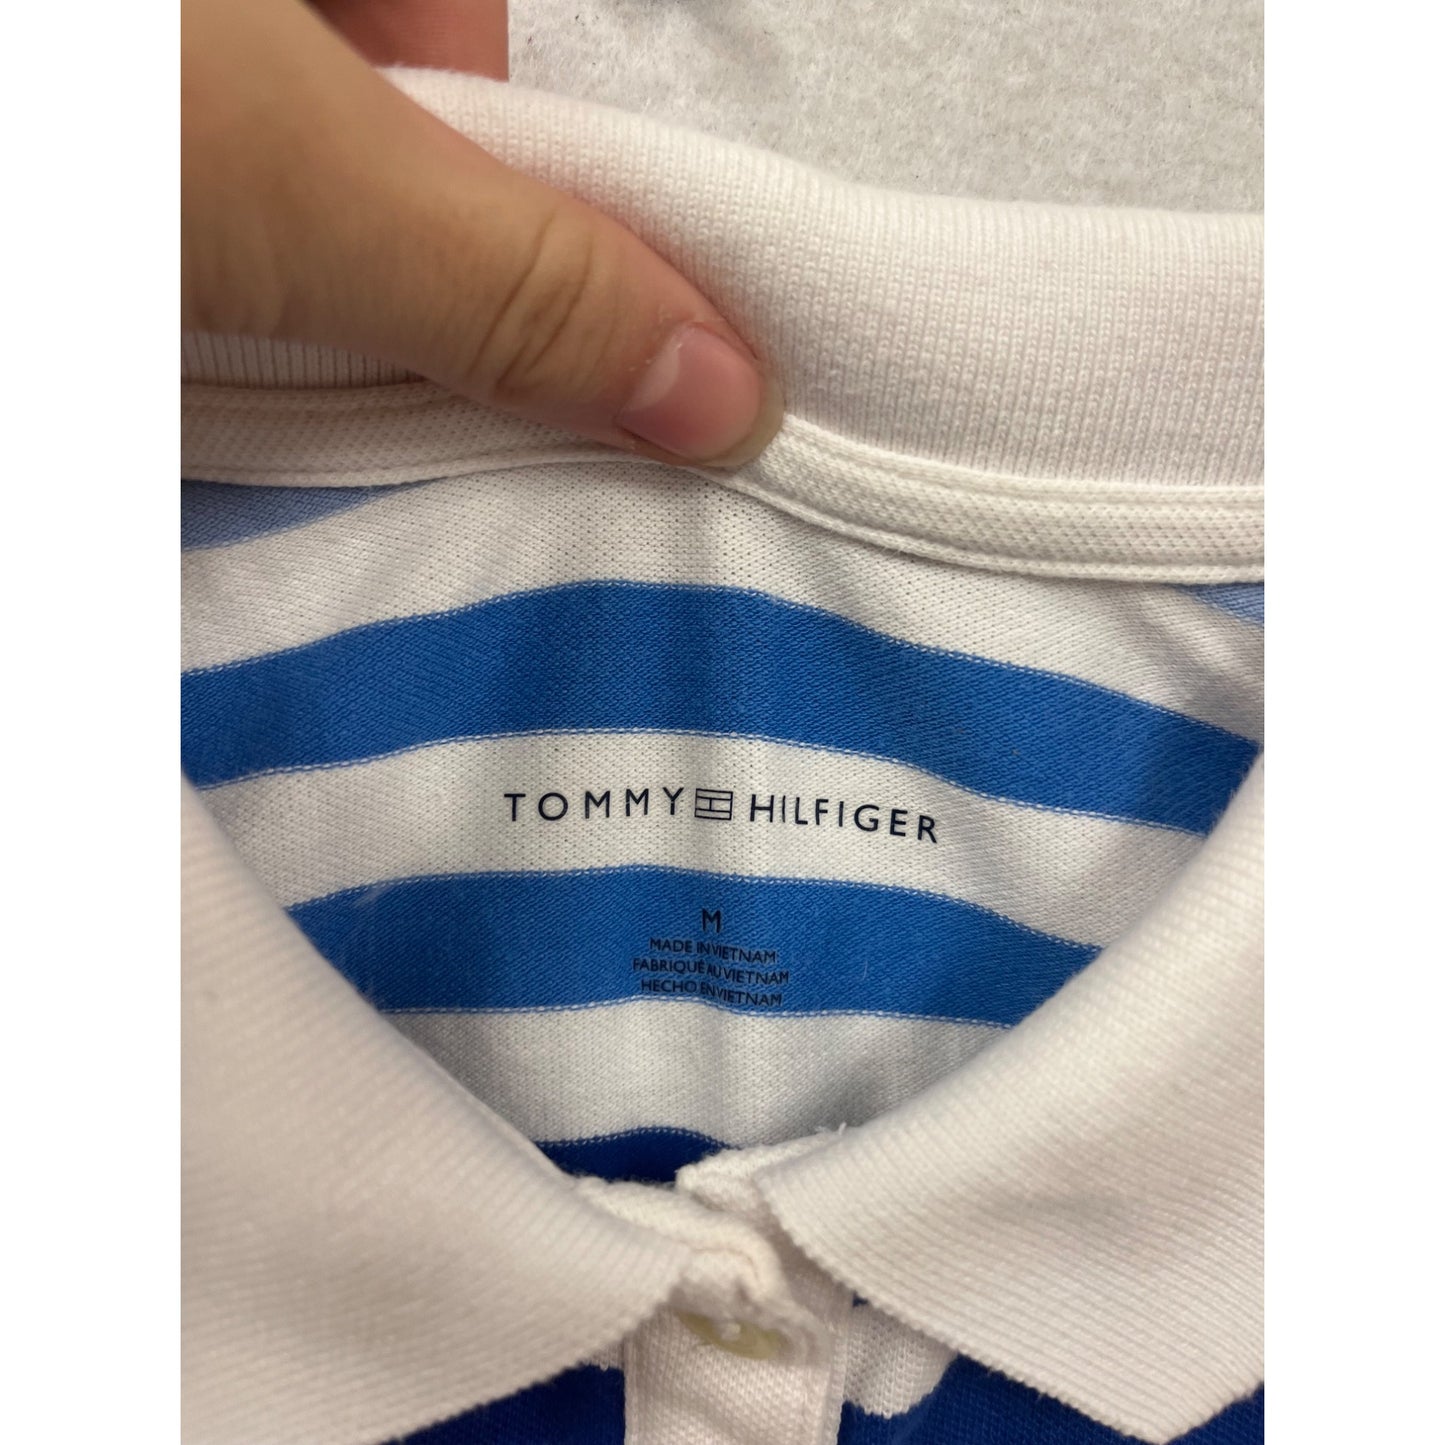 TOMMY HILFIGER
M
MADE IN VIETNAM
FABRIQUÉ AU VIETNAM
HECHO EN VIETNAM